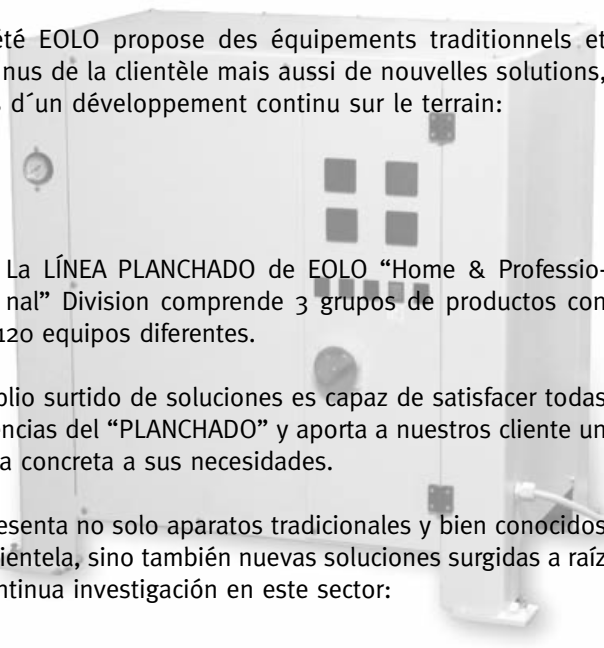 été EOLO propose des équipements traditionnels et
nus de la clientèle mais aussi de nouvelles solutions,
s d´un développement continu sur le terrain:
La LÍNEA PLANCHADO de EOLO “Home & Professio-
nal” Division comprende 3 grupos de productos con
120 equipos diferentes.
plio surtido de soluciones es capaz de satisfacer todas
encias del “PLANCHADO” y aporta a nuestros cliente un
a concreta a sus necesidades.
esenta no solo aparatos tradicionales y bien conocidos
ientela, sino también nuevas soluciones surgidas a raíz
ntinua investigación en este sector: